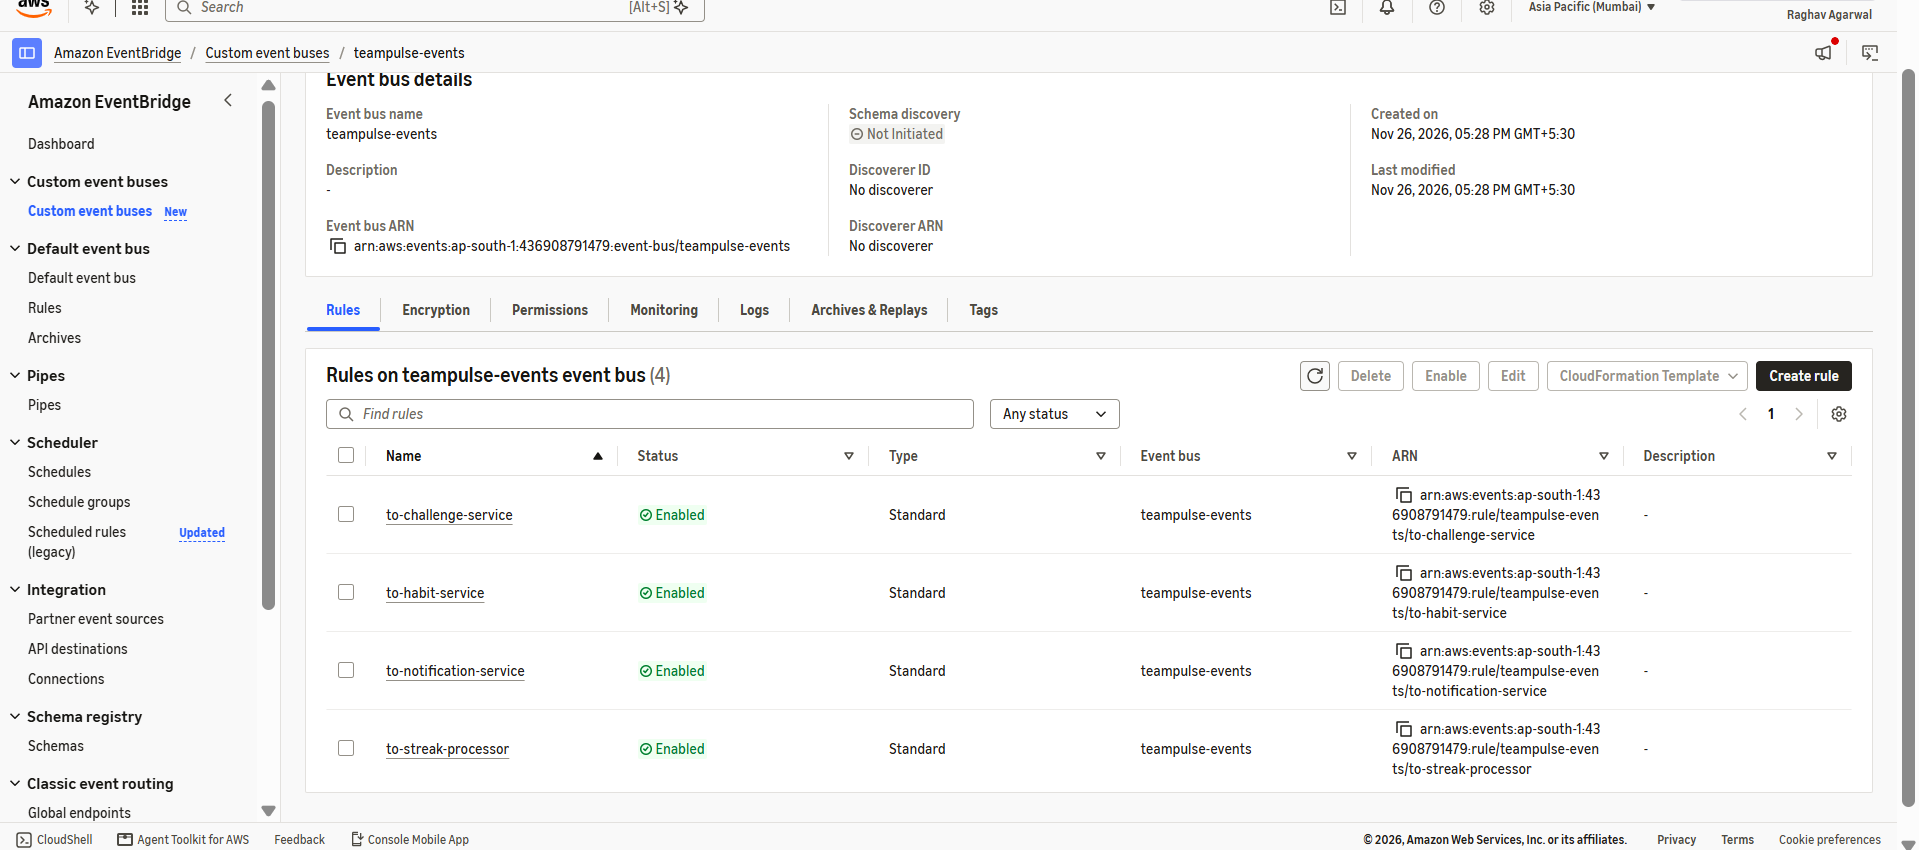 aws
Search
[Alt+S]
Asia Pacific (Mumbai)
Raghav Agarwal
Amazon EventBridge / Custom event buses / teampulse-events
Amazon EventBridge
Dashboard
Custom event buses
Custom event buses New
Default event bus
Default event bus
Rules
Archives
Pipes
Pipes
Scheduler
Schedules
Schedule groups
Scheduled rules
(legacy)
Updated
Integration
Partner event sources
API destinations
Connections
Schema registry
Schemas
Classic event routing
Global endpoints
Event bus details
Event bus name
teampulse-events
Description
-
Event bus ARN
arn:aws:events:ap-south-1:436908791479:event-bus/teampulse-events
Schema discovery
Not Initiated
Discoverer ID
No discoverer
Discoverer ARN
No discoverer
Created on
Nov 26, 2026, 05:28 PM GMT+5:30
Last modified
Nov 26, 2026, 05:28 PM GMT+5:30
Rules Encryption Permissions Monitoring Logs Archives & Replays Tags
Rules on teampulse-events event bus (4)
Delete Enable Edit CloudFormation Template Create rule
Find rules
Any status
1
Name Status Type Event bus ARN Description
to-challenge-service Enabled Standard teampulse-events
arn:aws:events:ap-south-1:43
6908791479:rule/teampulse-even
ts/to-challenge-service
-
to-habit-service Enabled Standard teampulse-events
arn:aws:events:ap-south-1:43
6908791479:rule/teampulse-even
ts/to-habit-service
-
to-notification-service Enabled Standard teampulse-events
arn:aws:events:ap-south-1:43
6908791479:rule/teampulse-even
ts/to-notification-service
-
to-streak-processor Enabled Standard teampulse-events
arn:aws:events:ap-south-1:43
6908791479:rule/teampulse-even
ts/to-streak-processor
-
CloudShell Agent Toolkit for AWS Feedback Console Mobile App
© 2026, Amazon Web Services, Inc. or its affiliates. Privacy Terms Cookie preferences